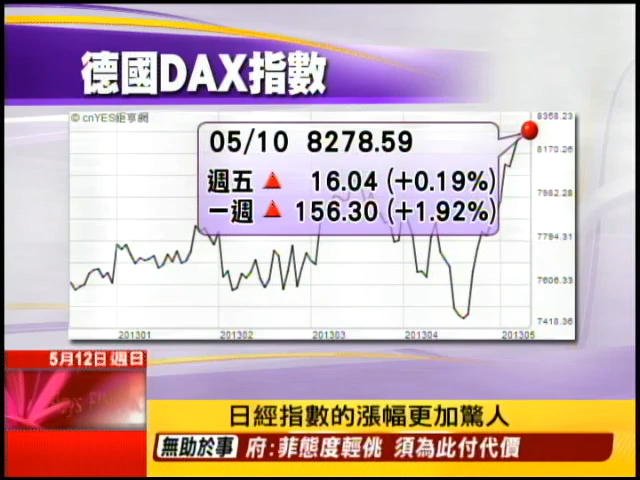 德國DAX指數
© cnYES鉅亨網
8358.23
05/10 8278.59
8170.26
週五 ▲ 16.04 (+0.19%)
7982.28
一週 ▲ 156.30 (+1.92%)
7794.31
7606.33
7418.36
201301 201302 201303 201304 201305
5月12日 週日
日經指數的漲幅更加驚人
無助於事 府:菲態度輕佻 須為此付代價